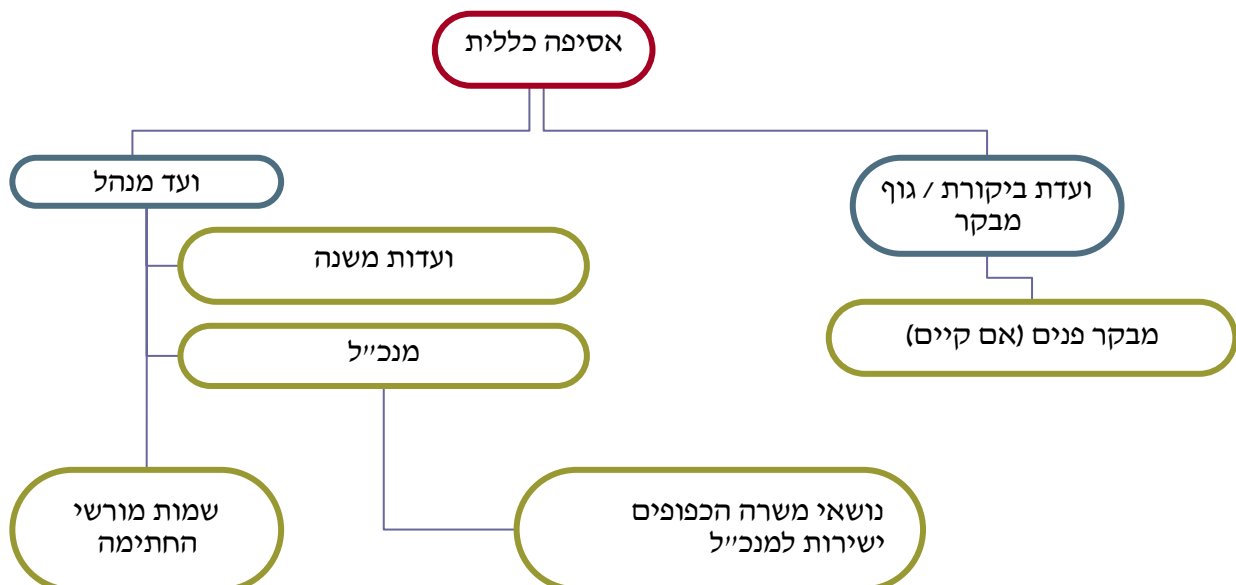 אסיפה כללית
ועד מנהל
ועדת ביקורת / גוף
מבקר
ועדות משנה
מנכ״ל
מבקר פנים (אם קיים)
שמות מורשי
החתימה
נושאי משרה הכפופים
ישירות למנכ״ל